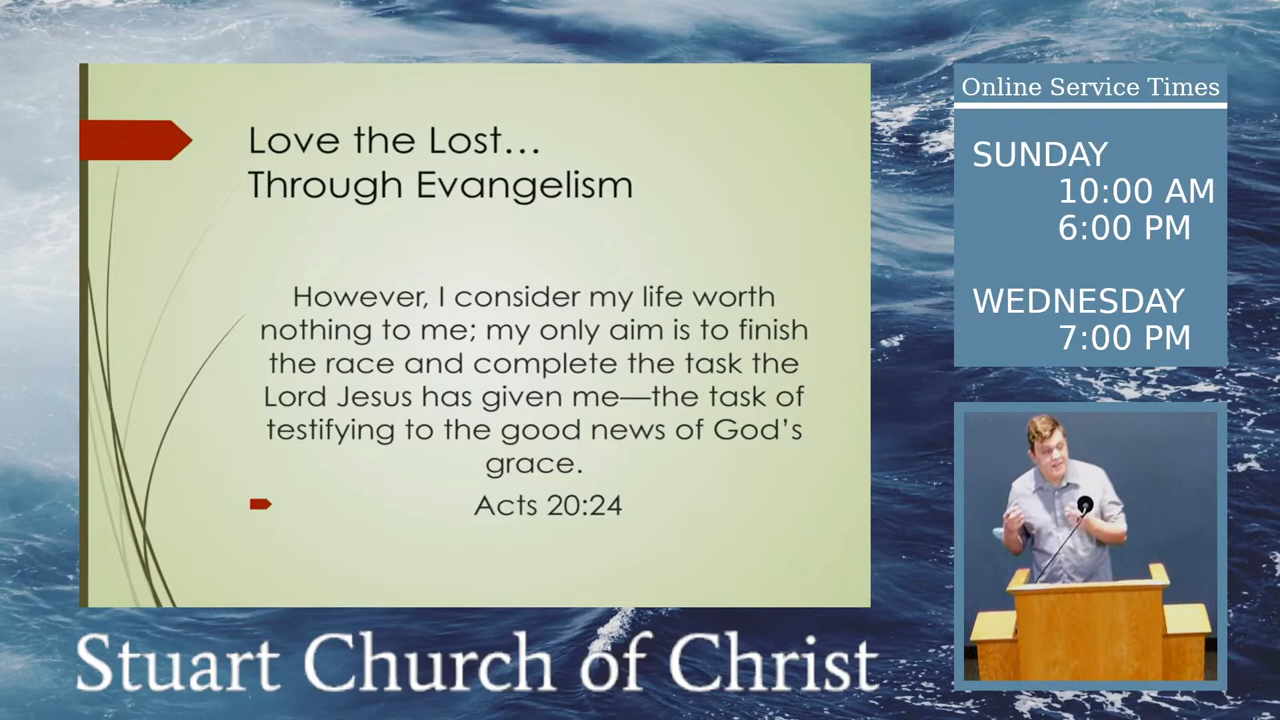 Love the Lost…
Through Evangelism
However, I consider my life worth
nothing to me; my only aim is to finish
the race and complete the task the
Lord Jesus has given me—the task of
testifying to the good news of God’s
grace.
Acts 20:24
Stuart Church of Christ
Online Service Times
SUNDAY
10:00 AM
6:00 PM
WEDNESDAY
7:00 PM